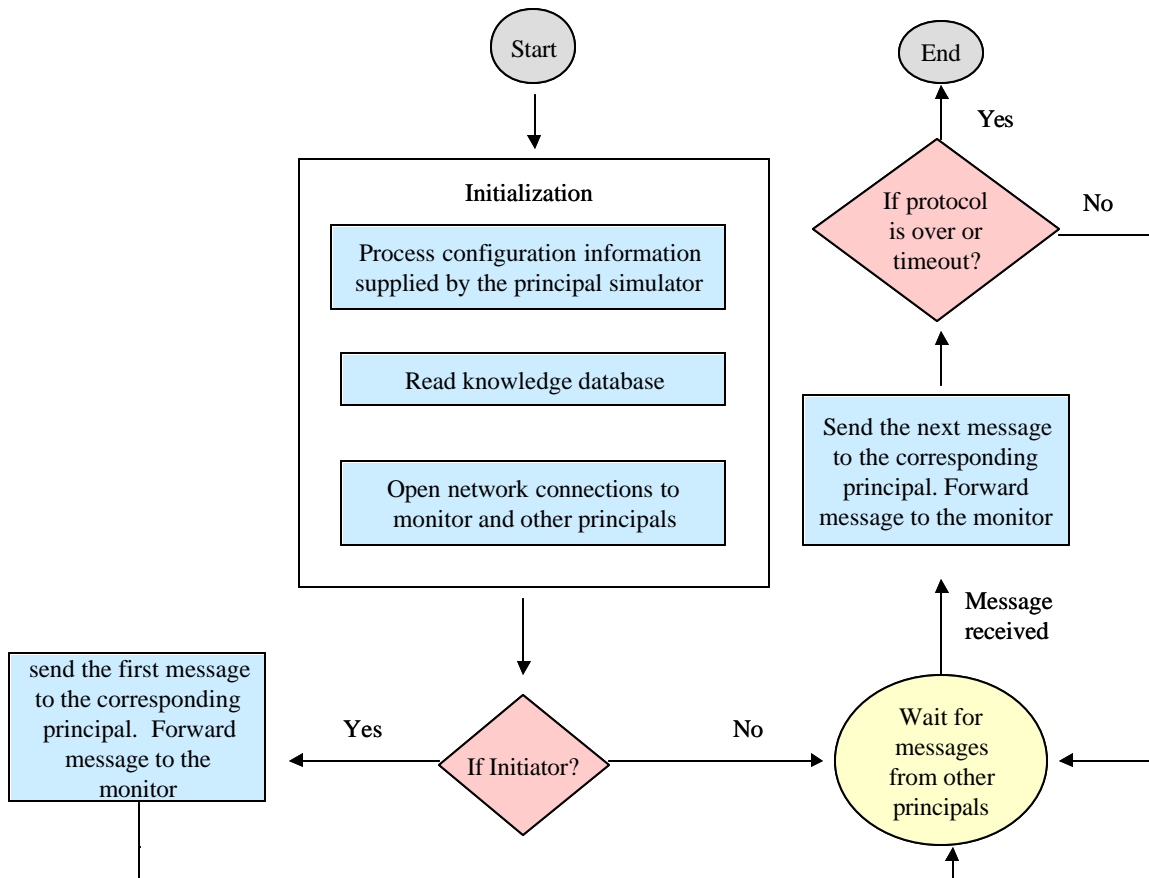 Start
Initialization
Process configuration information
supplied by the principal simulator
Read knowledge database
Open network connections to
monitor and other principals
If Initiator?
Yes
No
send the first message
to the corresponding
principal. Forward
message to the
monitor
Wait for
messages
from other
principals
Message
received
Send the next message
to the corresponding
principal. Forward
message to the monitor
If protocol
is over or
timeout?
No
Yes
End